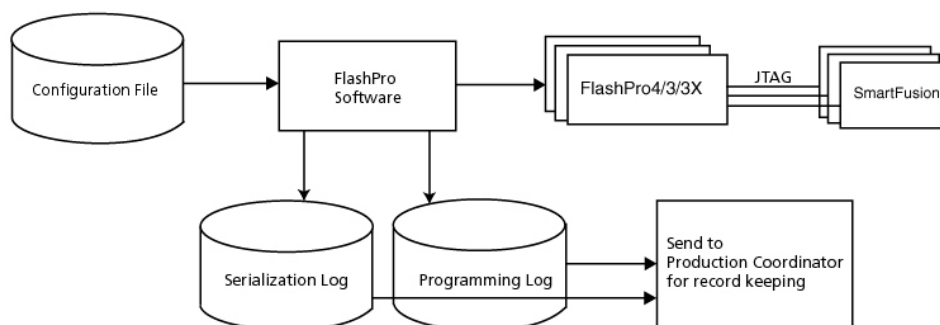 Configuration File
FlashPro
Software
FlashPro4/3/3X
JTAG
SmartFusion
Serialization Log
Programming Log
Send to
Production Coordinator
for record keeping